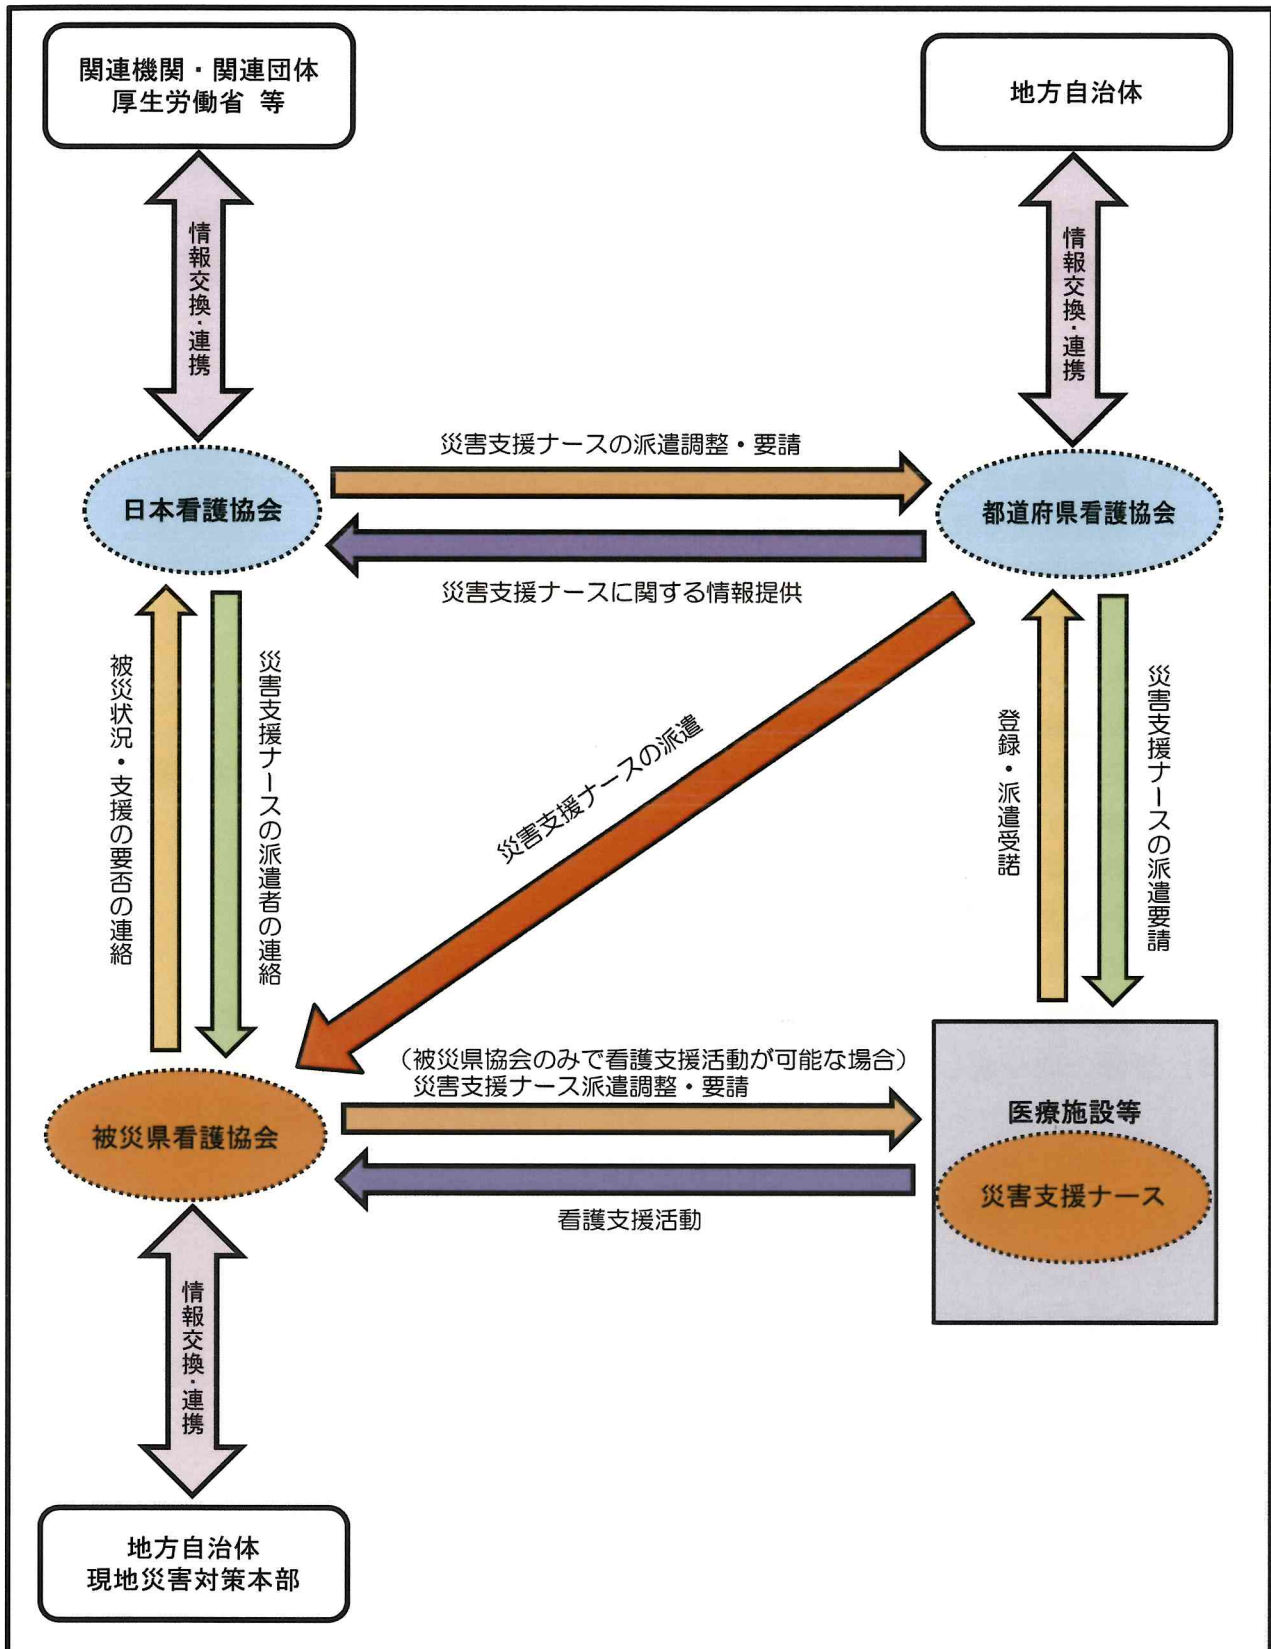 関連機関・関連団体
厚生労働省 等
地方自治体
情報交換・連携
情報交換・連携
災害支援ナースの派遣調整・要請
日本看護協会
都道府県看護協会
災害支援ナースに関する情報提供
被災状況・支援の要否の連絡
災害支援ナースの派遣者の連絡
災害支援ナースの派遣
登録・派遣受諾
災害支援ナースの派遣要請
（被災県協会のみで看護支援活動が可能な場合）
災害支援ナース派遣調整・要請
被災県看護協会
医療施設等
災害支援ナース
看護支援活動
情報交換・連携
地方自治体
現地災害対策本部